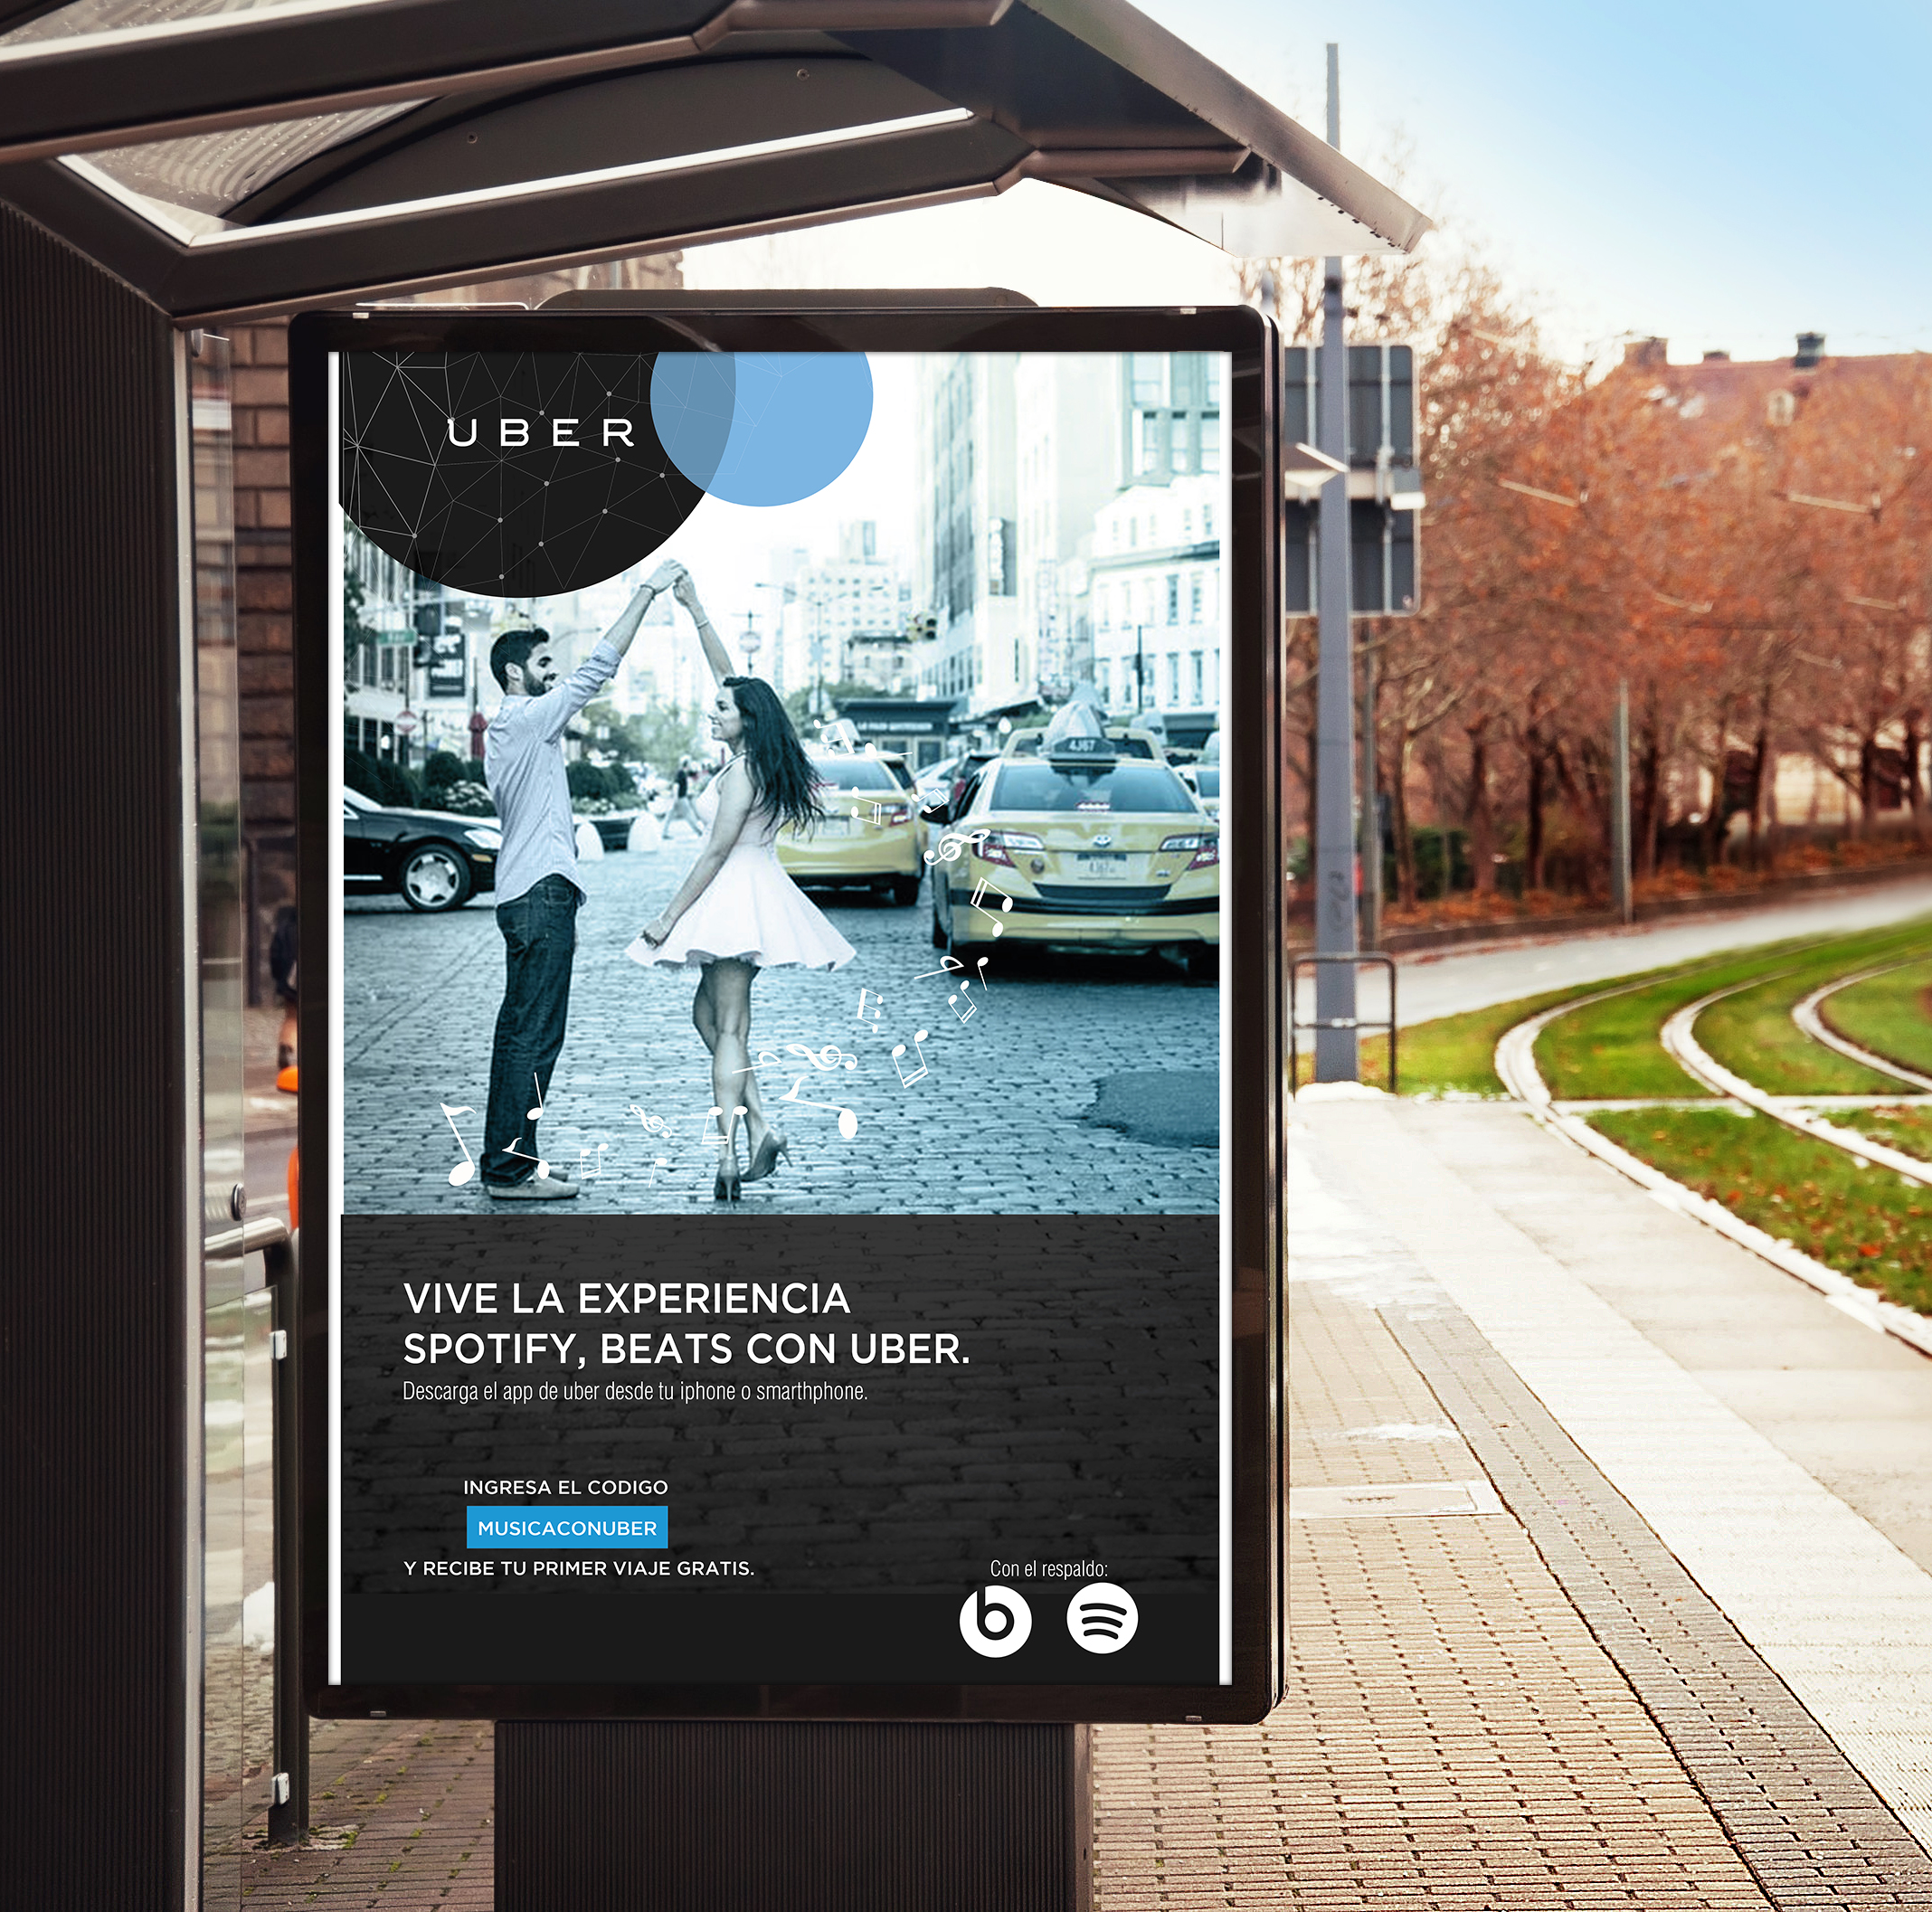 UBER
4J67
VIVE LA EXPERIENCIA
SPOTIFY, BEATS CON UBER.
Descarga el app de uber desde tu iphone o smarthphone.
INGRESA EL CODIGO
MUSICACONUBER
Y RECIBE TU PRIMER VIAJE GRATIS.
Con el respaldo: